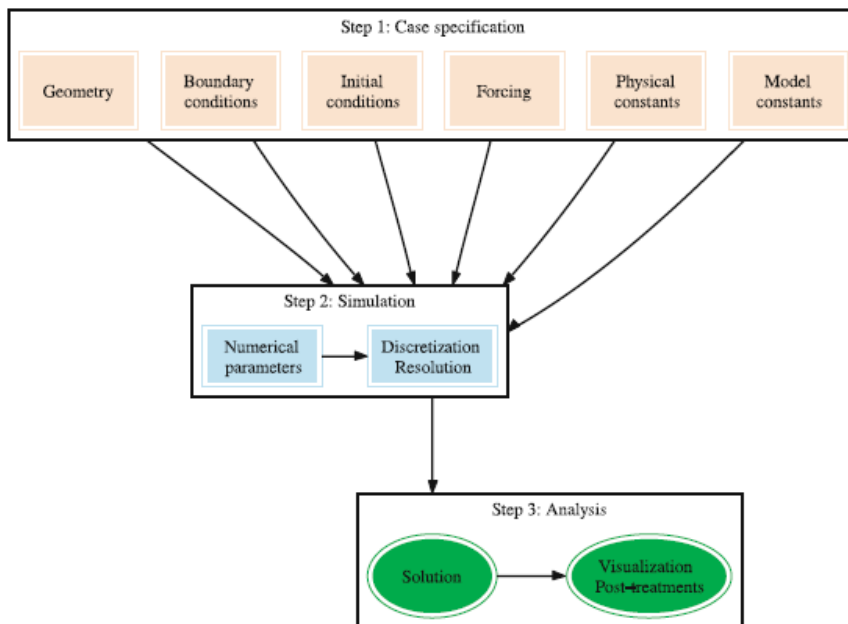 Step 1: Case specification
Geometry
Boundary
conditions
Initial
conditions
Forcing
Physical
constants
Model
constants
Step 2: Simulation
Numerical
parameters
Discretization
Resolution
Step 3: Analysis
Solution
Visualization
Post-treatments